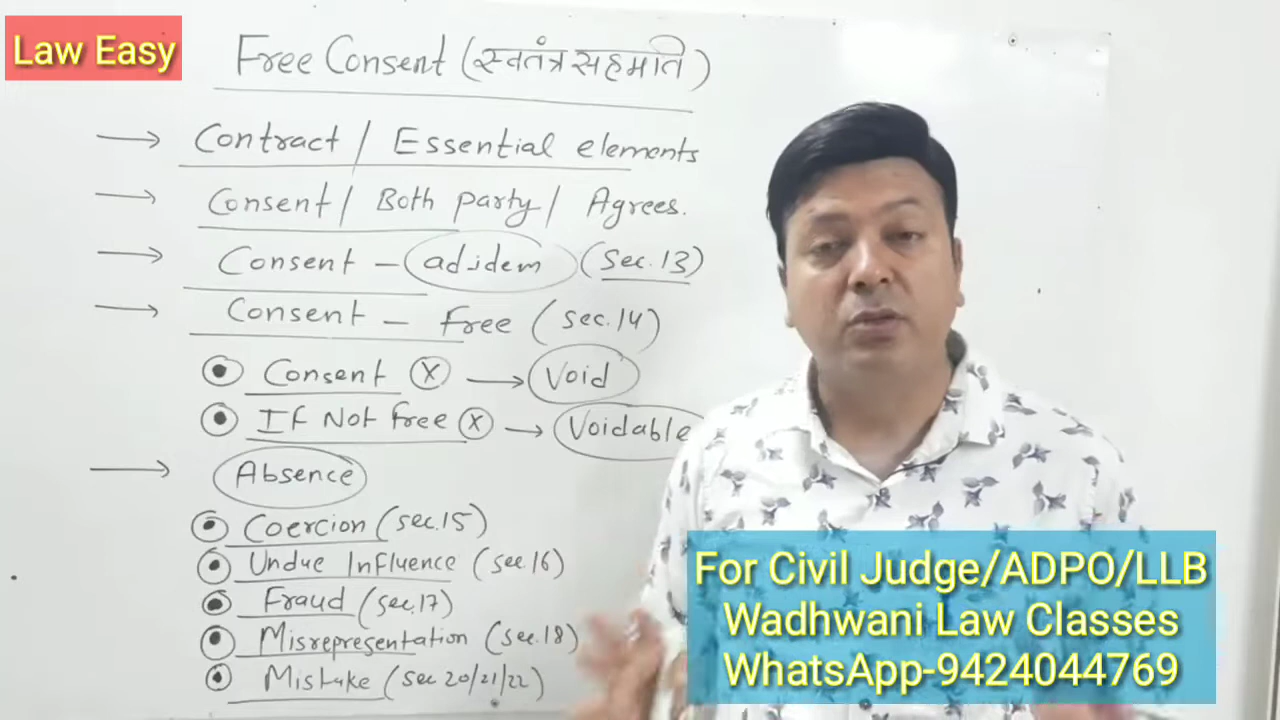 Law Easy
Free Consent (स्वतंत्र सहमति)
→ Contract / Essential elements
→ Consent / Both party / Agrees.
→ Consent - adidem (sec.13)
→ Consent - free (sec.14)
• Consent (X) → Void
• If Not free (X) → Voidable
→ Absence
• Coercion (sec.15)
• Undue Influence (sec.16)
• Fraud (sec.17)
• Misrepresentation (sec.18)
• Mistake (sec 20/21/22)
For Civil Judge/ADPO/LLB
Wadhwani Law Classes
WhatsApp-9424044769